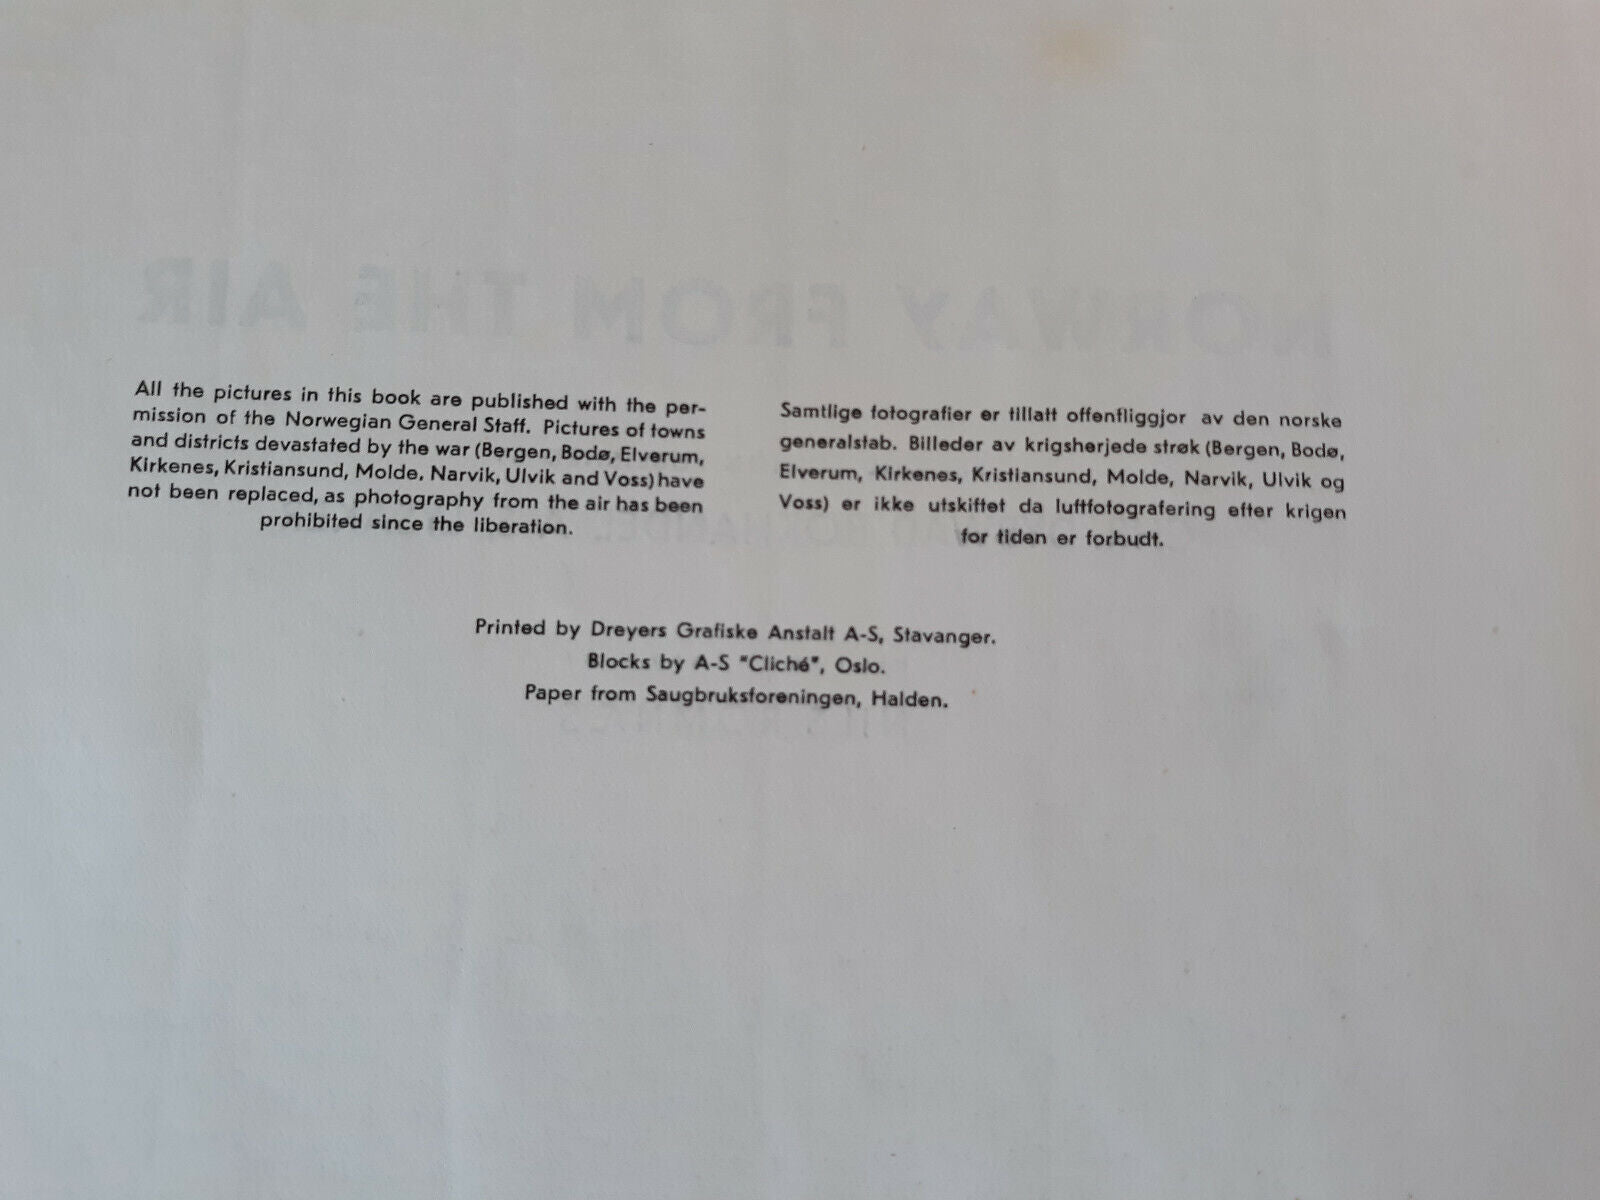 NORWAY FROM THE AIR
All the pictures in this book are published with the per-
mission of the Norwegian General Staff. Pictures of towns
and districts devastated by the war (Bergen, Bodø, Elverum,
Kirkenes, Kristiansund, Molde. Narvik, Ulvik and Voss) have
not been replaced, as photography from the air has been
prohibited since the liberation.
Samtlige fotografier er tillatt offenfliggjor av den norske
generalstab. Billeder av krigsherjede strøk (Bergen, Bodø,
Elverum, Kirkenes, Kristiansund, Molde, Narvik, Ulvik og
Voss) er ikke utskiftet da luftfotografering efter krigen
for tiden er forbudt.
Printed by Dreyers Grafiske Anstalt A-S, Stavanger.
Blocks by A-S "Cliché", Oslo.
Paper from Saugbruksforeningen, Halden.